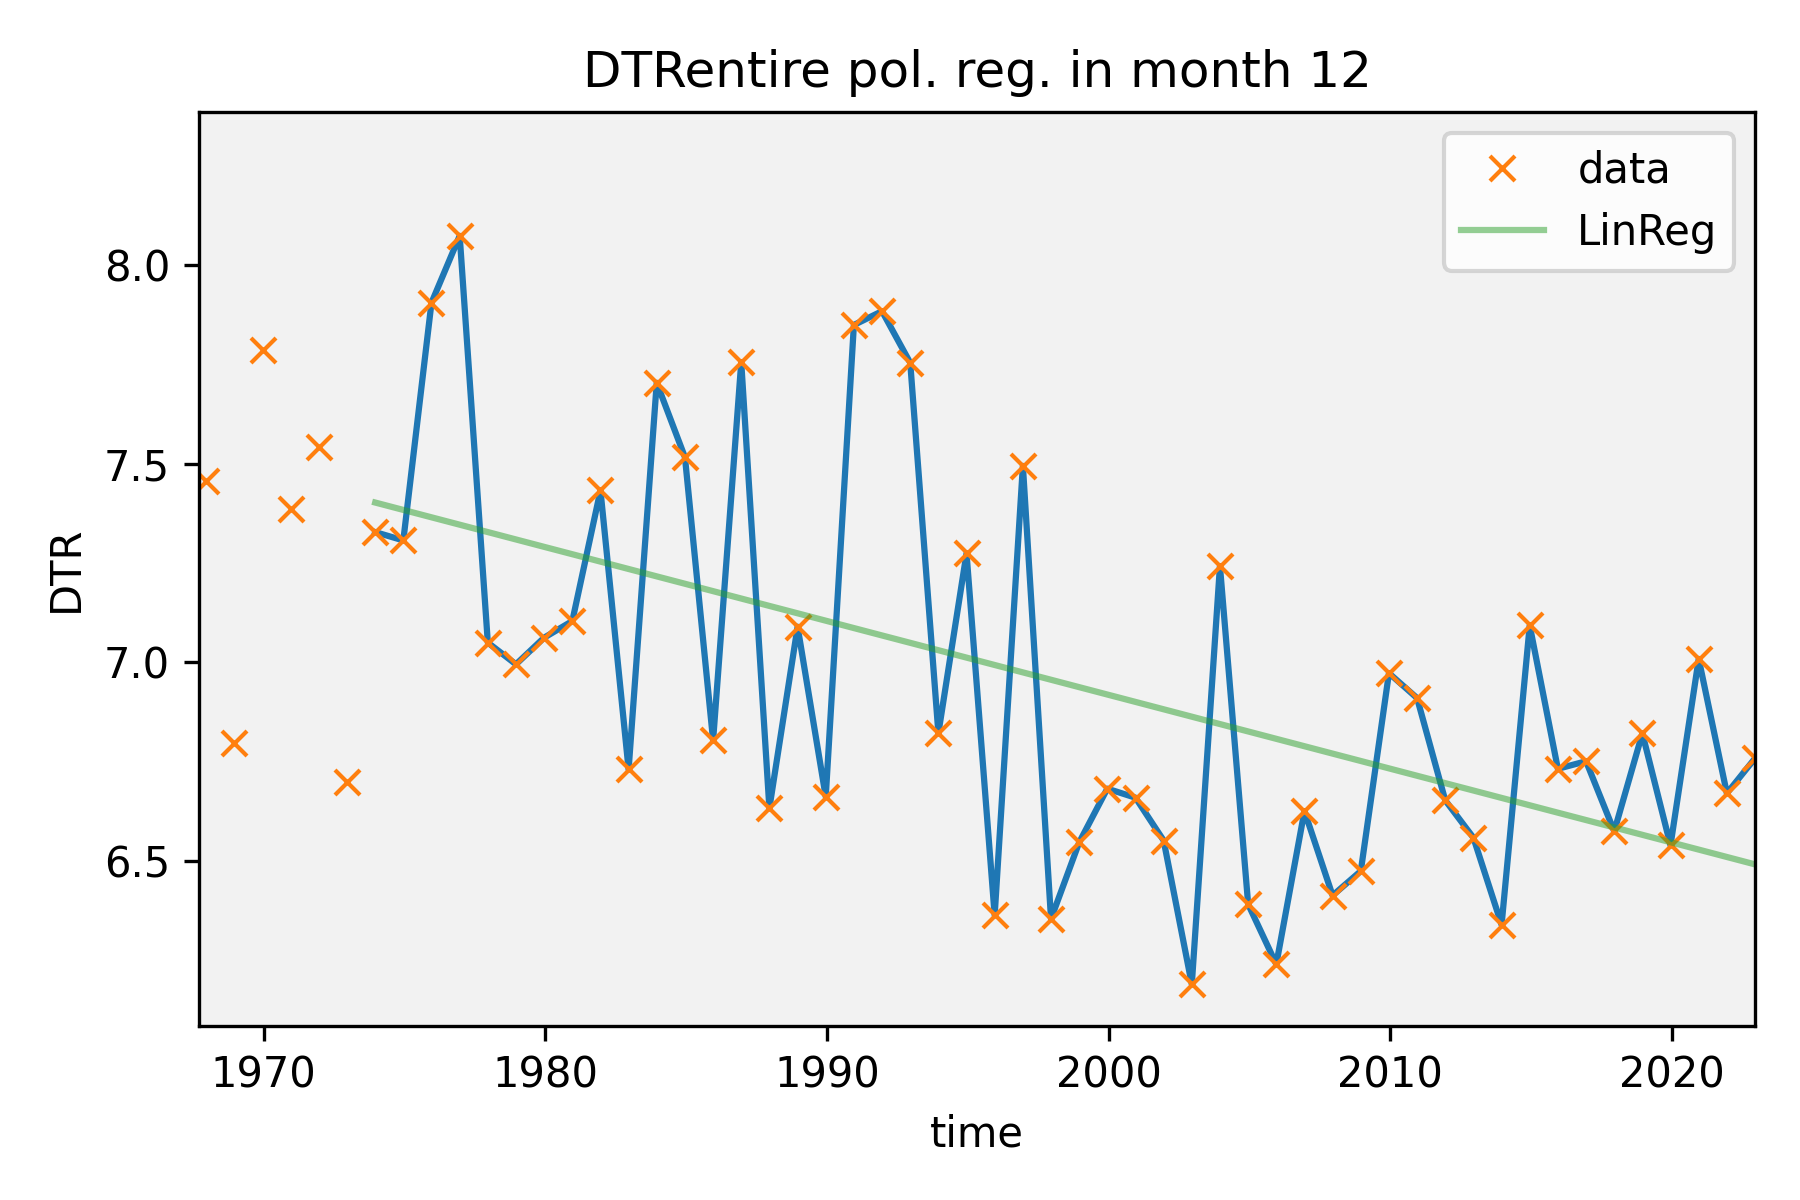 DTRentire pol. reg. in month 12
data
LinReg
8.0
7.5
7.0
6.5
DTR
1970 1980 1990 2000 2010 2020
time